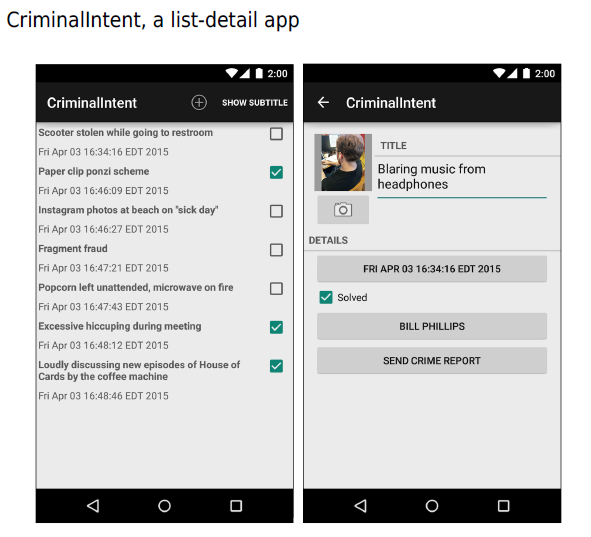 CriminalIntent, a list-detail app
2:00
CriminalIntent
SHOW SUBTITLE
Scooter stolen while going to restroom
Fri Apr 03 16:34:16 EDT 2015
Paper clip ponzi scheme
Fri Apr 03 16:46:09 EDT 2015
Instagram photos at beach on "sick day"
Fri Apr 03 16:46:27 EDT 2015
Fragment fraud
Fri Apr 03 16:47:21 EDT 2015
Popcorn left unattended, microwave on fire
Fri Apr 03 16:47:43 EDT 2015
Excessive hiccuping during meeting
Fri Apr 03 16:48:12 EDT 2015
Loudly discussing new episodes of House of
Cards by the coffee machine
Fri Apr 03 16:48:46 EDT 2015
2:00
CriminalIntent
TITLE
Blaring music from
headphones
DETAILS
FRI APR 03 16:34:16 EDT 2015
Solved
BILL PHILLIPS
SEND CRIME REPORT